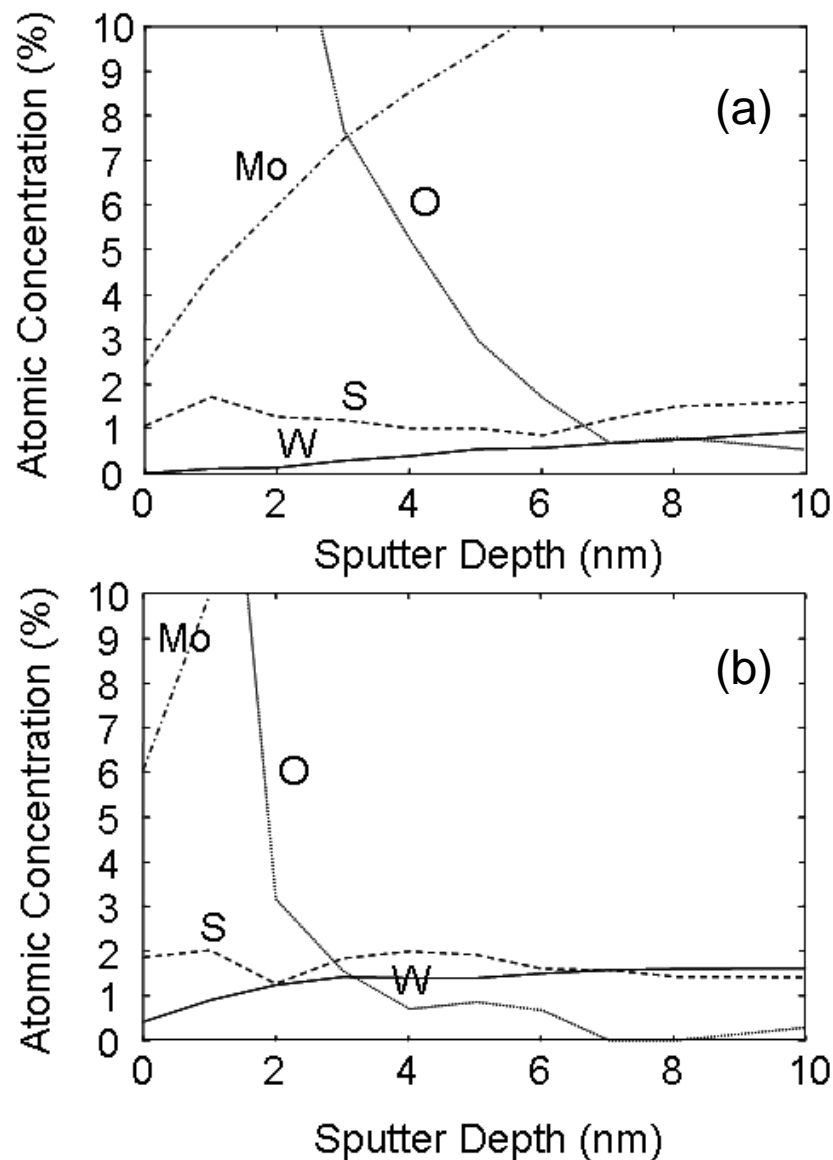 Atomic Concentration (%)
10
9
8
7
6
5
4
3
2
1
0
(a)
Mo
O
S
W
0 2 4 6 8 10
Sputter Depth (nm)
Atomic Concentration (%)
10
9
8
7
6
5
4
3
2
1
0
(b)
Mo
O
S
W
0 2 4 6 8 10
Sputter Depth (nm)